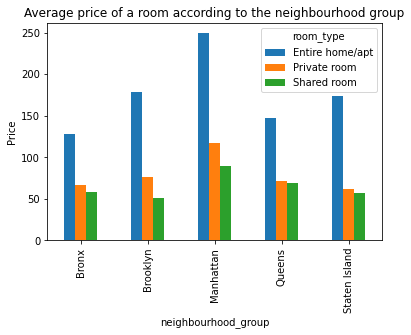 Average price of a room according to the neighbourhood group
room_type
Entire home/apt
Private room
Shared room
250
200
150
100
50
0
Price
Bronx
Brooklyn
Manhattan
Queens
Staten Island
neighbourhood_group